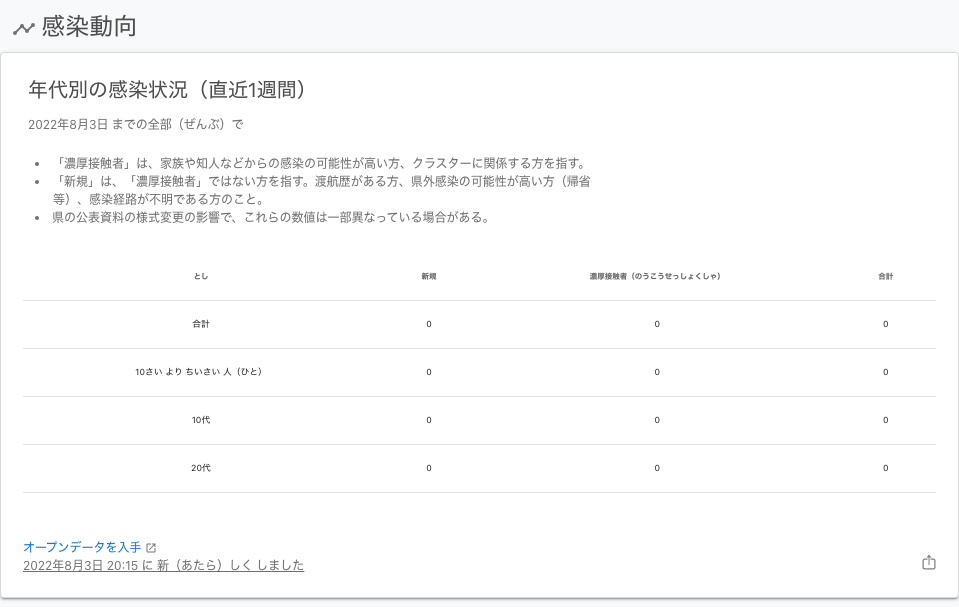 感染動向
年代別の感染状況（直近1週間）
2022年8月3日 までの全部（ぜんぶ）で
「濃厚接触者」は、家族や知人などからの感染の可能性が高い方、クラスターに関係する方を指す。
「新規」は、「濃厚接触者」ではない方を指す。渡航歴がある方、県外感染の可能性が高い方（帰省
等）、感染経路が不明である方のこと。
県の公表資料の様式変更の影響で、これらの数値は一部異なっている場合がある。
とし 新規 濃厚接触者（のうこうせっしょくしゃ） 合計
合計 0 0 0
10さい より ちいさい 人（ひと） 0 0 0
10代 0 0 0
20代 0 0 0
オープンデータを入手
2022年8月3日 20:15 に 新（あたら）しく しました